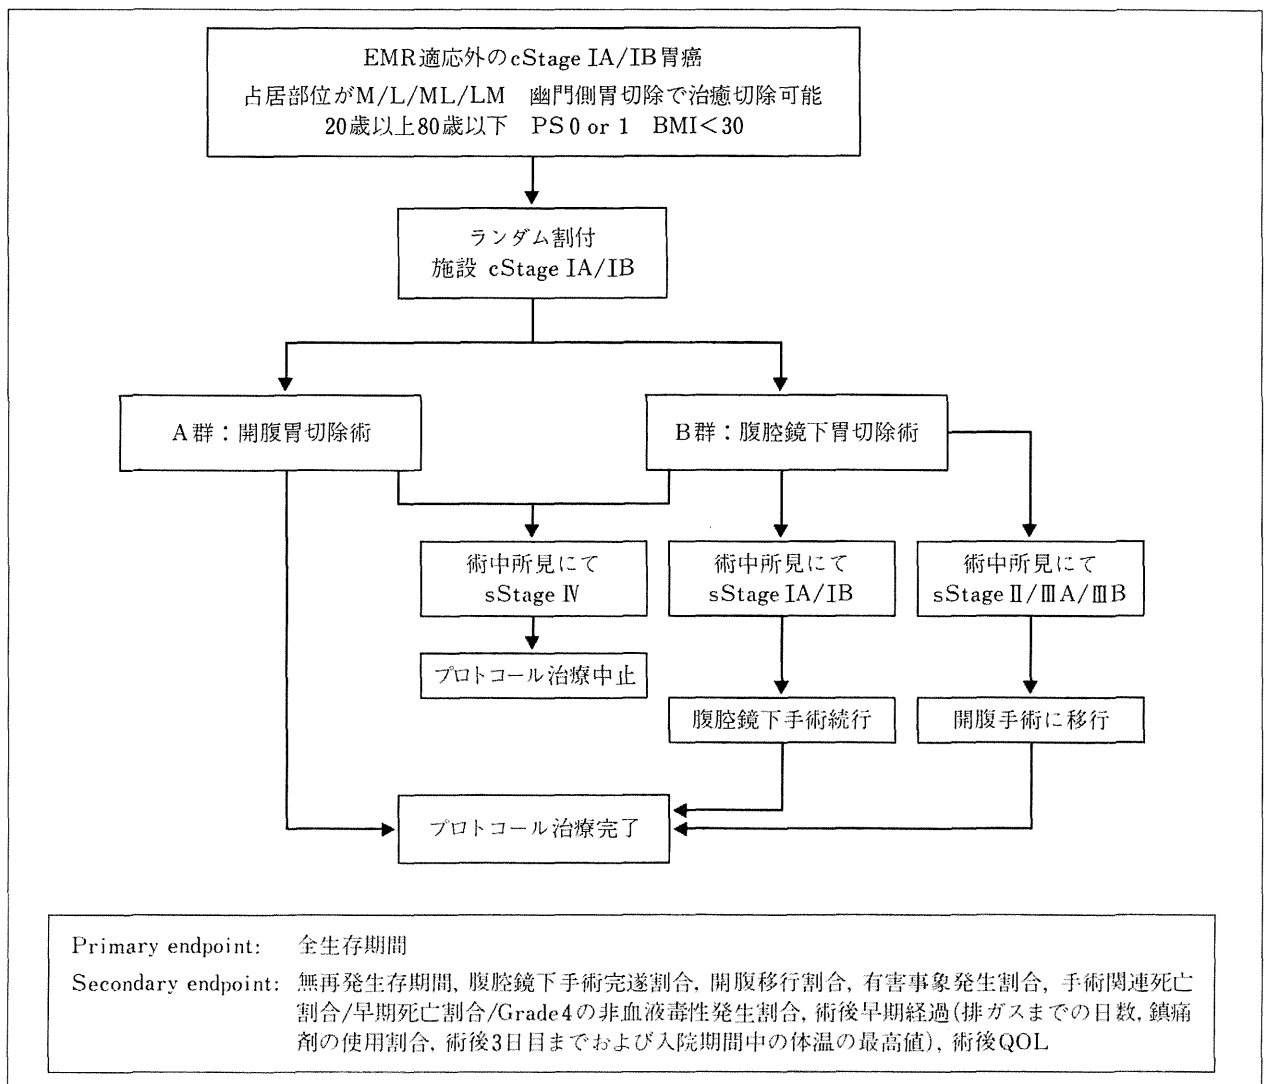 EMR適応外のcStage IA/IB胃癌
占居部位がM/L/ML/LM　幽門側胃切除で治癒切除可能
20歳以上80歳以下　PS 0 or 1　BMI<30
ランダム割付
施設 cStage IA/IB
A群：開腹胃切除術
B群：腹腔鏡下胃切除術
術中所見にて
sStage Ⅳ
術中所見にて
sStage IA/IB
術中所見にて
sStage Ⅱ/ⅢA/ⅢB
プロトコール治療中止
腹腔鏡下手術続行
開腹手術に移行
プロトコール治療完了
Primary endpoint:　全生存期間
Secondary endpoint:　無再発生存期間, 腹腔鏡下手術完遂割合, 開腹移行割合, 有害事象発生割合, 手術関連死亡
割合/早期死亡割合/Grade 4の非血液毒性発生割合, 術後早期経過(排ガスまでの日数, 鎮痛
剤の使用割合, 術後3日目までおよび入院期間中の体温の最高値), 術後QOL